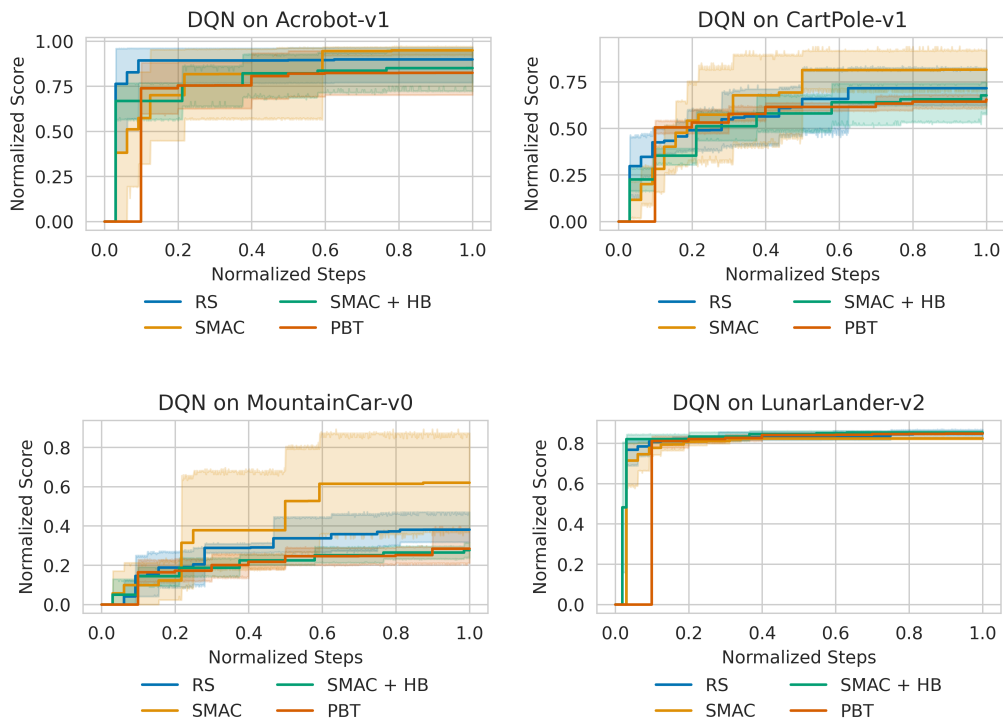 DQN on Acrobot-v1
Normalized Score
1.00
0.75
0.50
0.25
0.00
0.0 0.2 0.4 0.6 0.8 1.0
Normalized Steps
RS SMAC + HB
SMAC PBT
DQN on CartPole-v1
Normalized Score
0.75
0.50
0.25
0.00
0.0 0.2 0.4 0.6 0.8 1.0
Normalized Steps
RS SMAC + HB
SMAC PBT
DQN on MountainCar-v0
Normalized Score
0.8
0.6
0.4
0.2
0.0
0.0 0.2 0.4 0.6 0.8 1.0
Normalized Steps
RS SMAC + HB
SMAC PBT
DQN on LunarLander-v2
Normalized Score
0.8
0.6
0.4
0.2
0.0
0.0 0.2 0.4 0.6 0.8 1.0
Normalized Steps
RS SMAC + HB
SMAC PBT